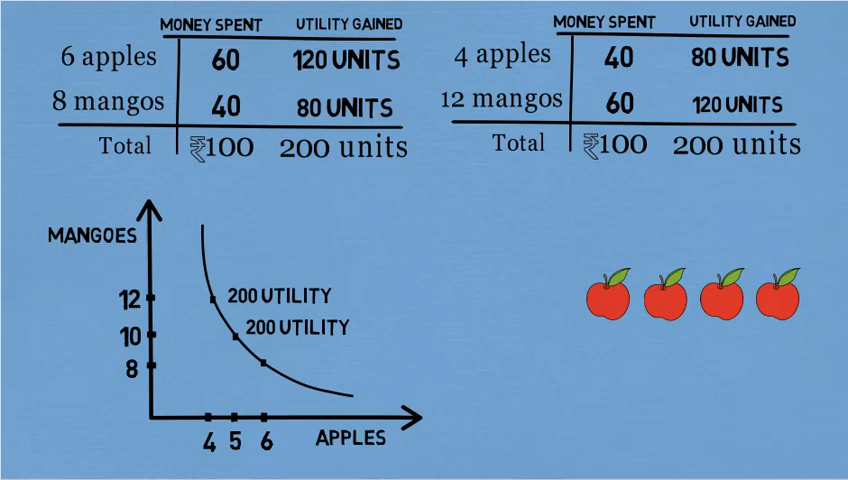 MONEY SPENT UTILITY GAINED
6 apples 60 120 UNITS
8 mangos 40 80 UNITS
Total ₹100 200 units
MONEY SPENT UTILITY GAINED
4 apples 40 80 UNITS
12 mangos 60 120 UNITS
Total ₹100 200 units
MANGOES
12 200 UTILITY
10 200 UTILITY
8
4 5 6 APPLES